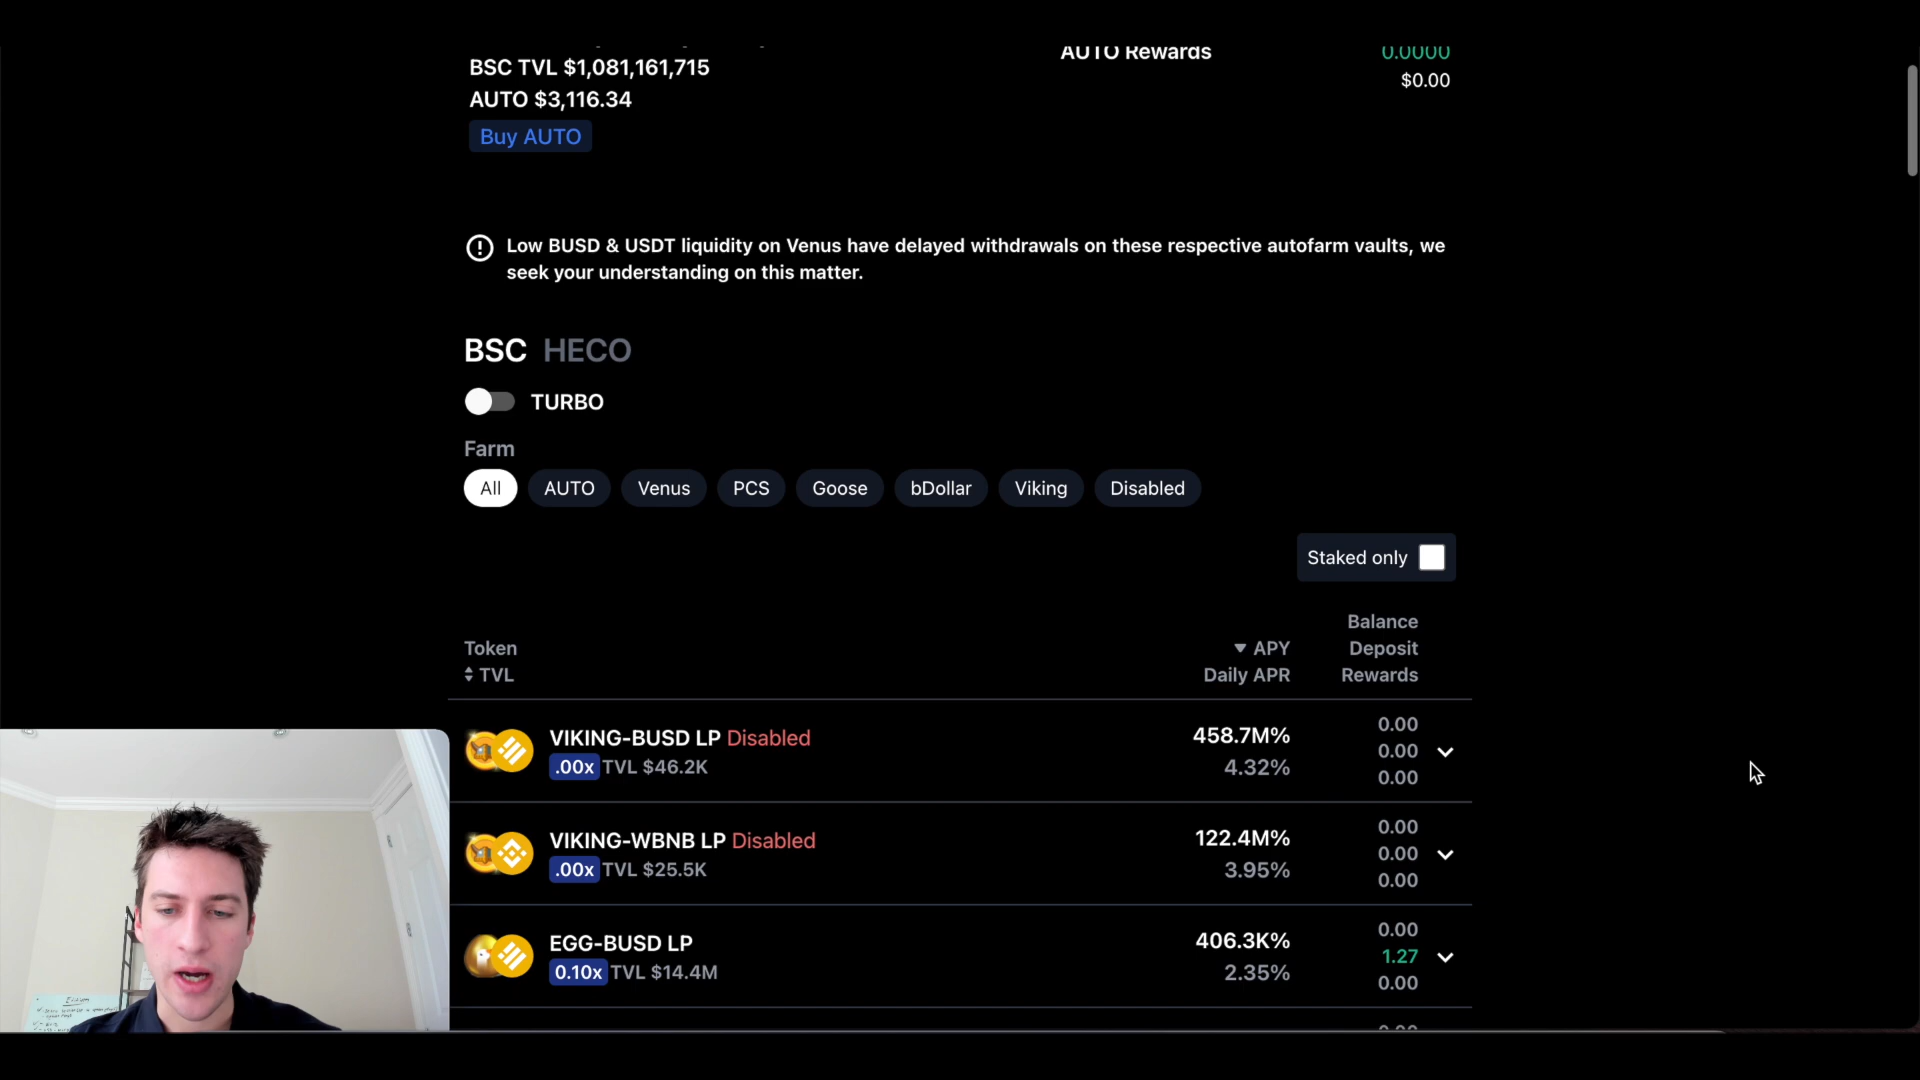 BSC TVL $1,081,161,715
AUTO $3,116.34
Buy AUTO
AUTO Rewards
0.0000
$0.00
Low BUSD & USDT liquidity on Venus have delayed withdrawals on these respective autofarm vaults, we
seek your understanding on this matter.
BSC HECO
TURBO
Farm
All AUTO Venus PCS Goose bDollar Viking Disabled
Staked only
Token
TVL
APY
Daily APR
Balance
Deposit
Rewards
VIKING-BUSD LP Disabled
.00x TVL $46.2K
458.7M%
4.32%
0.00
0.00
0.00
VIKING-WBNB LP Disabled
.00x TVL $25.5K
122.4M%
3.95%
0.00
0.00
0.00
EGG-BUSD LP
0.10x TVL $14.4M
406.3K%
2.35%
0.00
1.27
0.00